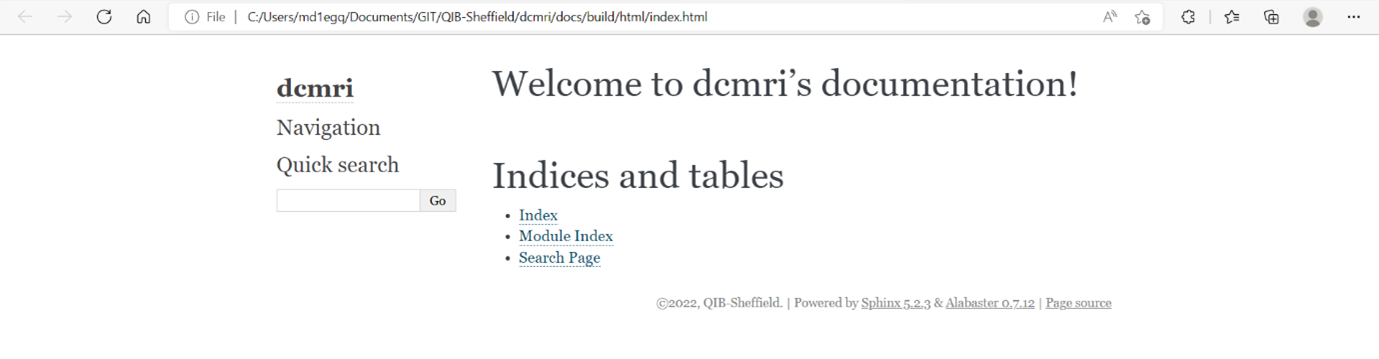 File | C:/Users/md1egq/Documents/GIT/QIB-Sheffield/dcmri/docs/build/html/index.html
dcmri
Navigation
Quick search
Go
Welcome to dcmri’s documentation!
Indices and tables
• Index
• Module Index
• Search Page
©2022, QIB-Sheffield. | Powered by Sphinx 5.2.3 & Alabaster 0.7.12 | Page source